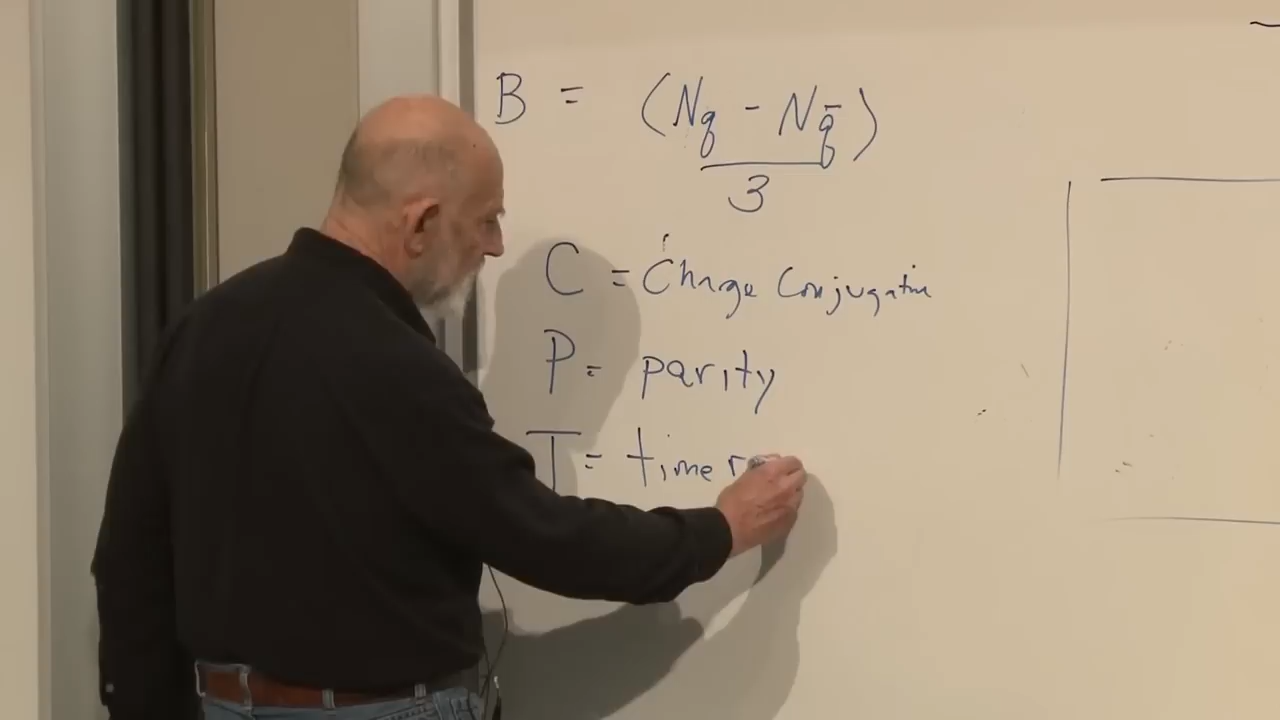 B = (Nq - Nq̄)
3
C = Charge Conjugation
P = parity
T = time r